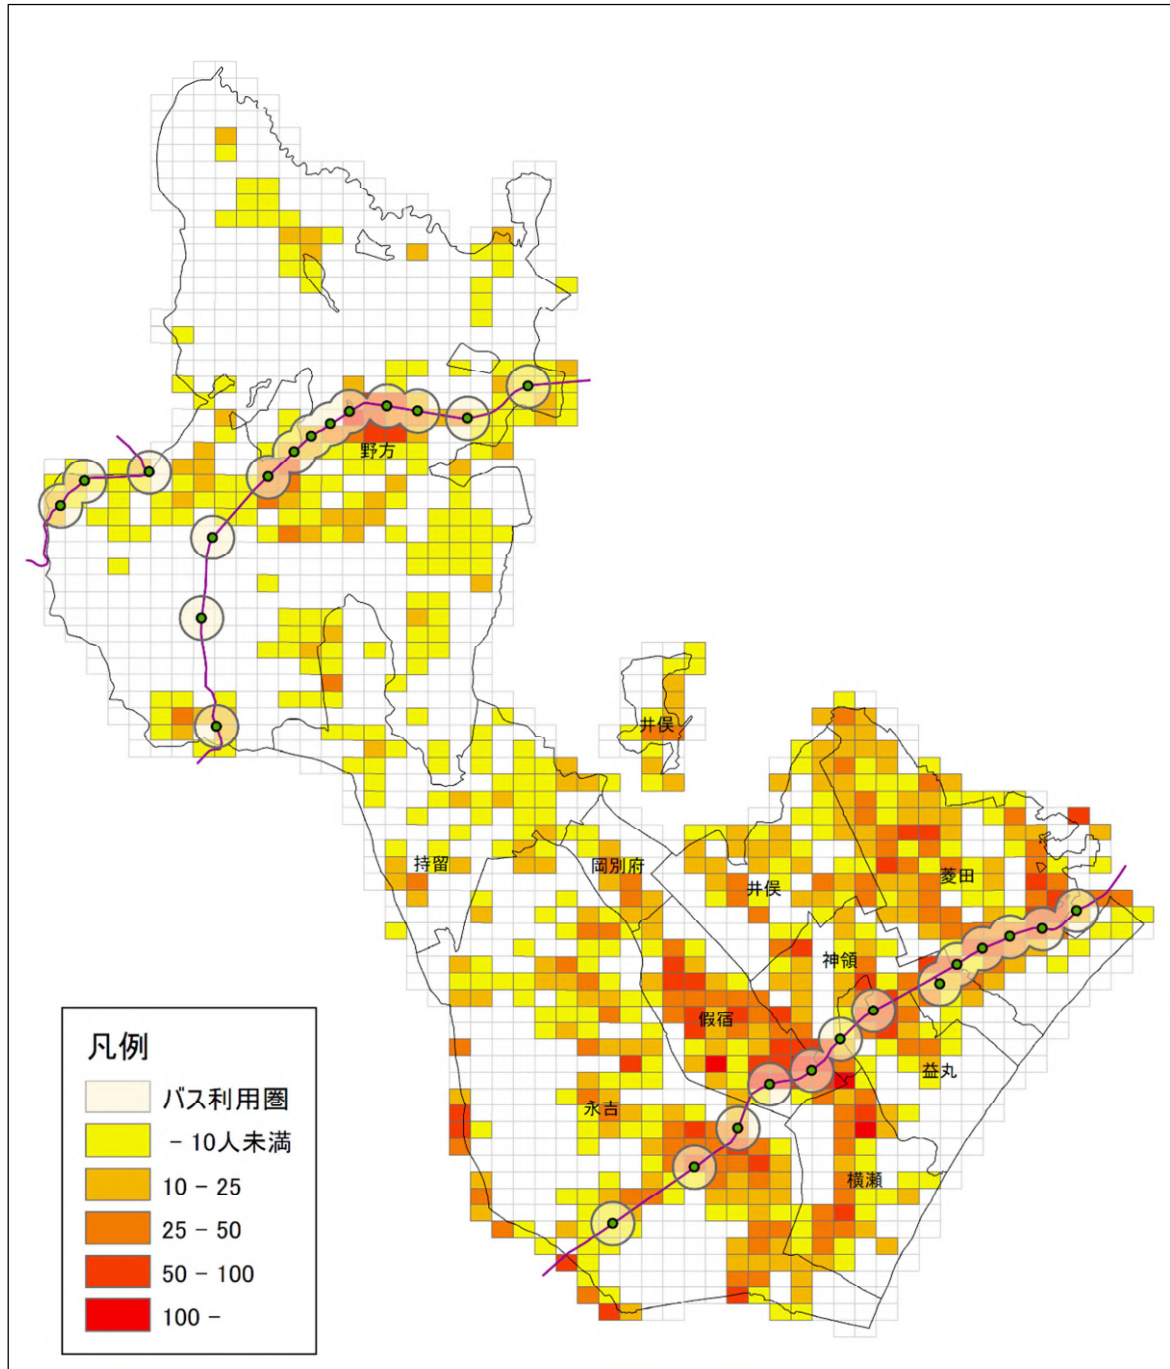 野方
井俣
持留
岡別府
井俣
菱田
神領
假宿
益丸
永吉
横瀬
凡例
バス利用圏
- 10人未満
10 - 25
25 - 50
50 - 100
100 -